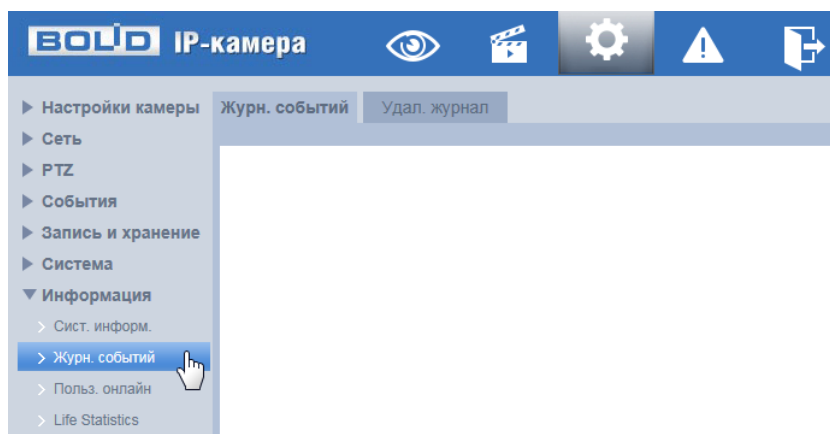 BOLID IP-камера
Настройки камеры
Сеть
PTZ
События
Запись и хранение
Система
Информация
Сист. информ.
Журн. событий
Польз. онлайн
Life Statistics
Журн. событий Удал. журнал